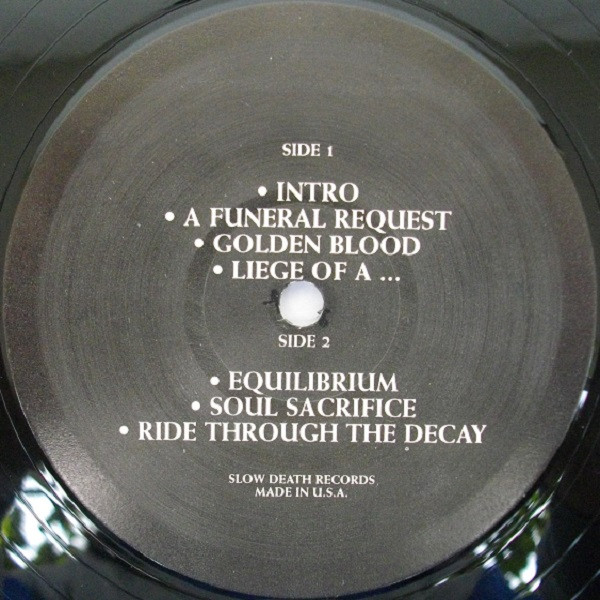 SIDE 1
• INTRO
• A FUNERAL REQUEST
• GOLDEN BLOOD
• LIEGE OF A ...
SIDE 2
• EQUILIBRIUM
• SOUL SACRIFICE
• RIDE THROUGH THE DECAY
SLOW DEATH RECORDS
MADE IN U.S.A.